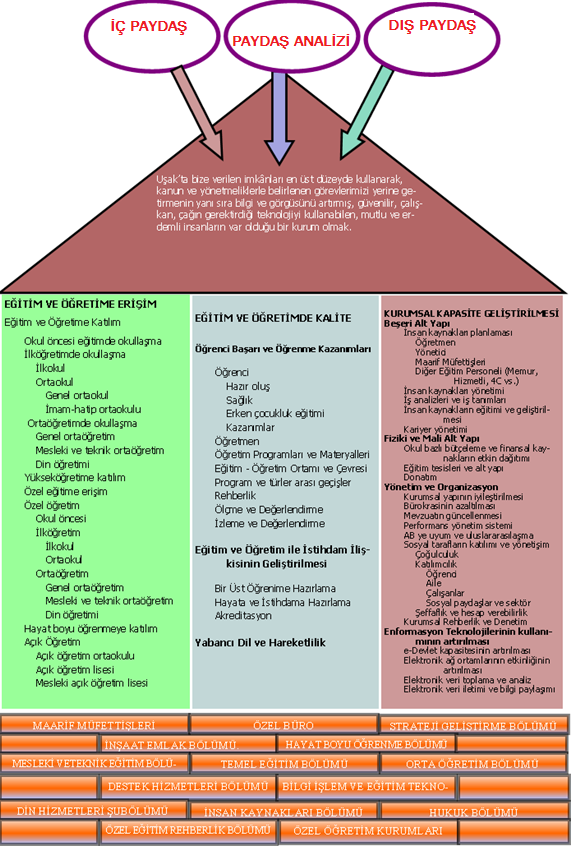 İÇ PAYDAŞ
PAYDAŞ ANALİZİ
DIŞ PAYDAŞ
Uşak'ta bize verilen imkânları en üst düzeyde kullanarak,
kanun ve yönetmeliklerle belirlenen görevlerimizi yerine ge-
tirmenin yanı sıra bilgi ve görgüsünü artırmış, güvenilir, çalış-
kan, çağın gerektirdiği teknolojiyi kullanabilen, mutlu ve er-
demli insanların var olduğu bir kurum olmak.
EĞİTİM VE ÖĞRETİME ERİŞİM
Eğitim ve Öğretime Katılım
Okul öncesi eğitimde okullaşma
İlköğretimde okullaşma
İlkokul
Ortaokul
Genel ortaokul
İmam-hatip ortaokulu
Ortaöğretimde okullaşma
Genel ortaöğretim
Mesleki ve teknik ortaöğretim
Din öğretimi
Yükseköğretime katılım
Özel eğitime erişim
Özel öğretim
Okul öncesi
İlköğretim
İlkokul
Ortaokul
Ortaöğretim
Genel ortaöğretim
Mesleki ve teknik ortaöğretim
Din öğretimi
Hayat boyu öğrenmeye katılım
Açık Öğretim
Açık öğretim ortaokulu
Açık öğretim lisesi
Mesleki açık öğretim lisesi
EĞİTİM VE ÖĞRETİMDE KALİTE
Öğrenci Başarı ve Öğrenme Kazanımları
Öğrenci
Hazır oluş
Sağlık
Erken çocukluk eğitimi
Kazanımlar
Öğretmen
Öğretim Programları ve Materyalleri
Eğitim - Öğretim Ortamı ve Çevresi
Program ve türler arası geçişler
Rehberlik
Ölçme ve Değerlendirme
İzleme ve Değerlendirme
Eğitim ve Öğretim ile İstihdam İliş-
kisinin Geliştirilmesi
Bir Üst Öğrenime Hazırlama
Hayata ve İstihdama Hazırlama
Akreditasyon
Yabancı Dil ve Hareketlilik
KURUMSAL KAPASİTE GELİŞTİRİLMESİ
Beşeri Alt Yapı
İnsan kaynakları planlaması
Öğretmen
Yönetici
Maarif Müfettişleri
Diğer Eğitim Personeli (Memur,
Hizmetli, 4C vs.)
İnsan kaynakları yönetimi
İş analizleri ve iş tanımları
İnsan kaynakların eğitimi ve geliştiril-
mesi
Kariyer yönetimi
Fiziki ve Mali Alt Yapı
Okul bazlı bütçeleme ve finansal kay-
nakların etkin dağıtımı
Eğitim tesisleri ve alt yapı
Donatım
Yönetim ve Organizasyon
Kurumsal yapının iyileştirilmesi
Bürokrasinin azaltılması
Mevzuatın güncellenmesi
Performans yönetim sistemi
AB ye uyum ve uluslararasılaşma
Sosyal tarafların katılımı ve yönetişim
Çoğulculuk
Katılımcılık
Öğrenci
Aile
Çalışanlar
Sosyal paydaşlar ve sektör
Şeffaflık ve hesap verebilirlik
Kurumsal Rehberlik ve Denetim
Enformasyon Teknolojilerinin kullanı-
mının artırılması
e-Devlet kapasitesinin artırılması
Elektronik ağ ortamlarının etkinliğinin
artırılması
Elektronik veri toplama ve analiz
Elektronik veri iletimi ve bilgi paylaşımı
MAARİF MÜFETTİŞLERİ
ÖZEL BÜRO
STRATEJİ GELİŞTİRME BÖLÜMÜ
İNŞAAT EMLAK BÖLÜMÜ
HAYAT BOYU ÖĞRENME BÖLÜMÜ
MESLEKİ VETEKNİK EĞİTİM BÖLÜ-
TEMEL EĞİTİM BÖLÜMÜ
ORTA ÖĞRETİM BÖLÜMÜ
DESTEK HİZMETLERİ BÖLÜMÜ
BİLGİ İŞLEM VE EĞİTİM TEKNO-
DİN HİZMETLERİ ŞUBÖLÜMÜ
İNSAN KAYNAKLARI BÖLÜMÜ
HUKUK BÖLÜMÜ
ÖZEL EĞİTİM REHBERLİK BÖLÜMÜ
ÖZEL ÖĞRETİM KURUMLARI